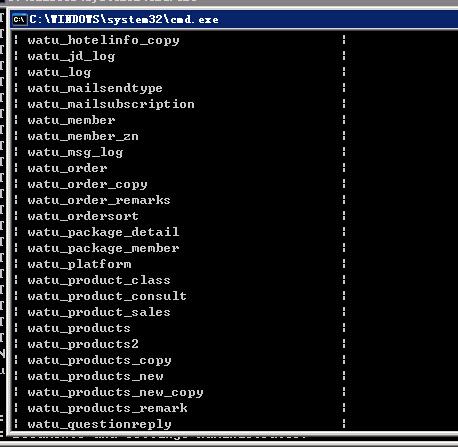 C:\WINDOWS\system32\cmd.exe
| watu_hotelinfo_copy |
| watu_jd_log |
| watu_log |
| watu_mailsendtype |
| watu_mailsubscription |
| watu_member |
| watu_member_zn |
| watu_msg_log |
| watu_order |
| watu_order_copy |
| watu_order_remarks |
| watu_ordersort |
| watu_package_detail |
| watu_package_member |
| watu_platform |
| watu_product_class |
| watu_product_consult |
| watu_product_sales |
| watu_products |
| watu_products2 |
| watu_products_copy |
| watu_products_new |
| watu_products_new_copy |
| watu_products_remark |
| watu_questionreply |